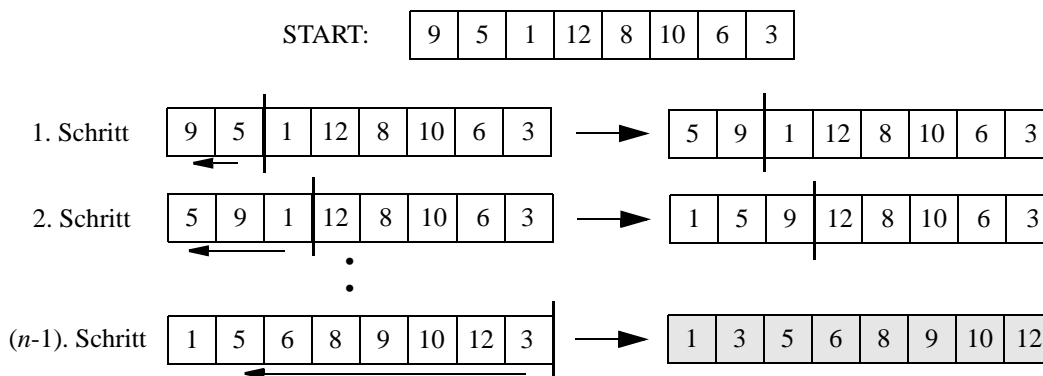 START: 9 5 1 12 8 10 6 3
1. Schritt 9 5 1 12 8 10 6 3 5 9 1 12 8 10 6 3
2. Schritt 5 9 1 12 8 10 6 3 1 5 9 12 8 10 6 3
(n-1). Schritt 1 5 6 8 9 10 12 3 1 3 5 6 8 9 10 12